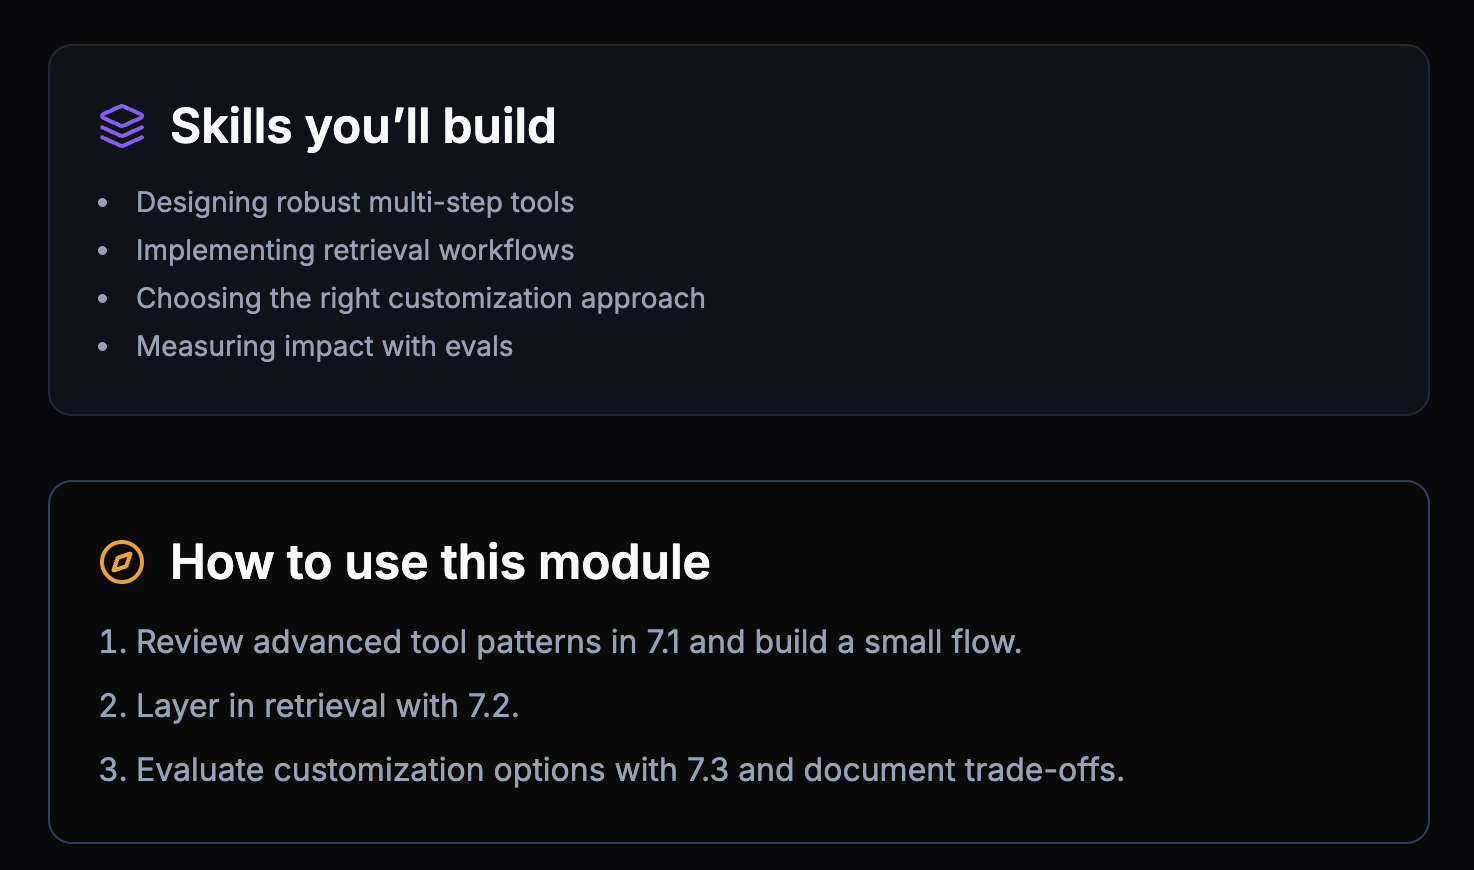 Skills you’ll build
• Designing robust multi-step tools
• Implementing retrieval workflows
• Choosing the right customization approach
• Measuring impact with evals
How to use this module
1. Review advanced tool patterns in 7.1 and build a small flow.
2. Layer in retrieval with 7.2.
3. Evaluate customization options with 7.3 and document trade-offs.